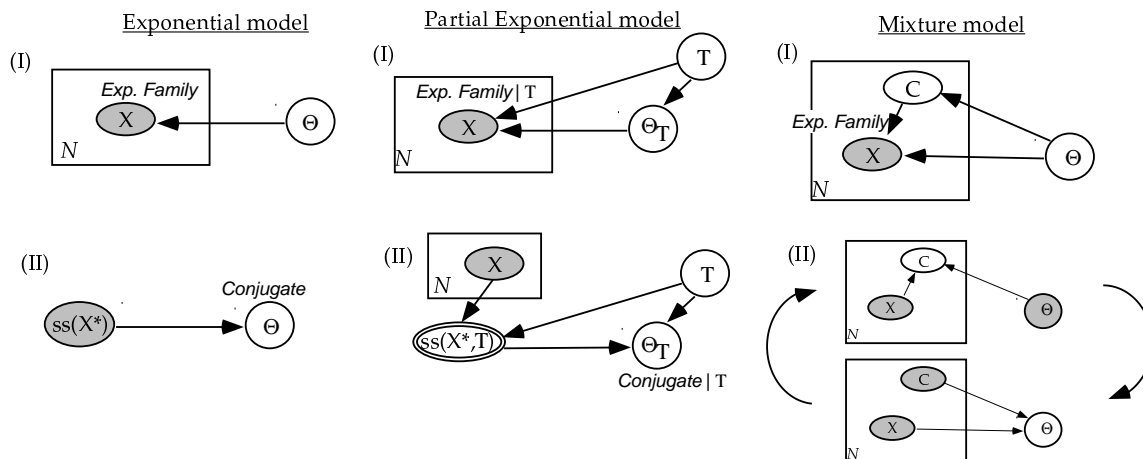 Exponential model
(I)
Exp. Family
X
Θ
N
(II)
ss(X*)
Conjugate
Θ
Partial Exponential model
(I)
T
Exp. Family | T
X
ΘT
N
(II)
X
N
T
ss(X*,T)
ΘT
Conjugate | T
Mixture model
(I)
C
Exp. Family
X
Θ
N
(II)
C
X
Θ
N
C
X
Θ
N